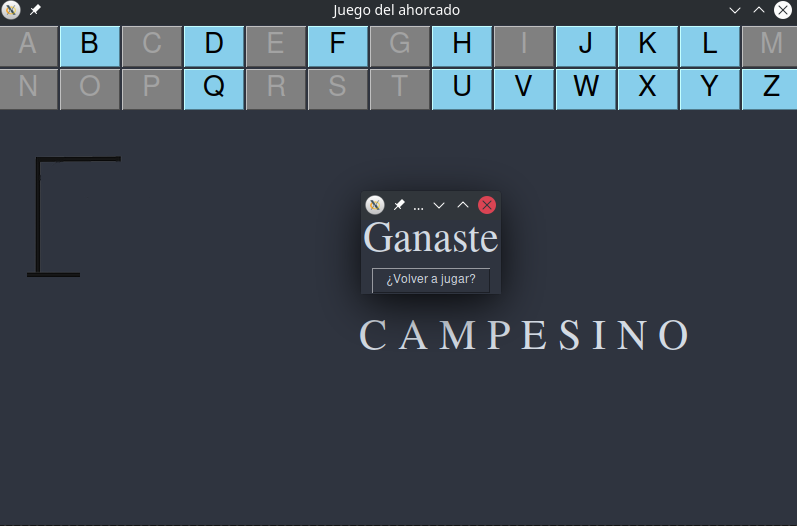 Juego del ahorcado
A B C D E F G H I J K L M
N O P Q R S T U V W X Y Z
...
Ganaste
¿Volver a jugar?
C A M P E S I N O